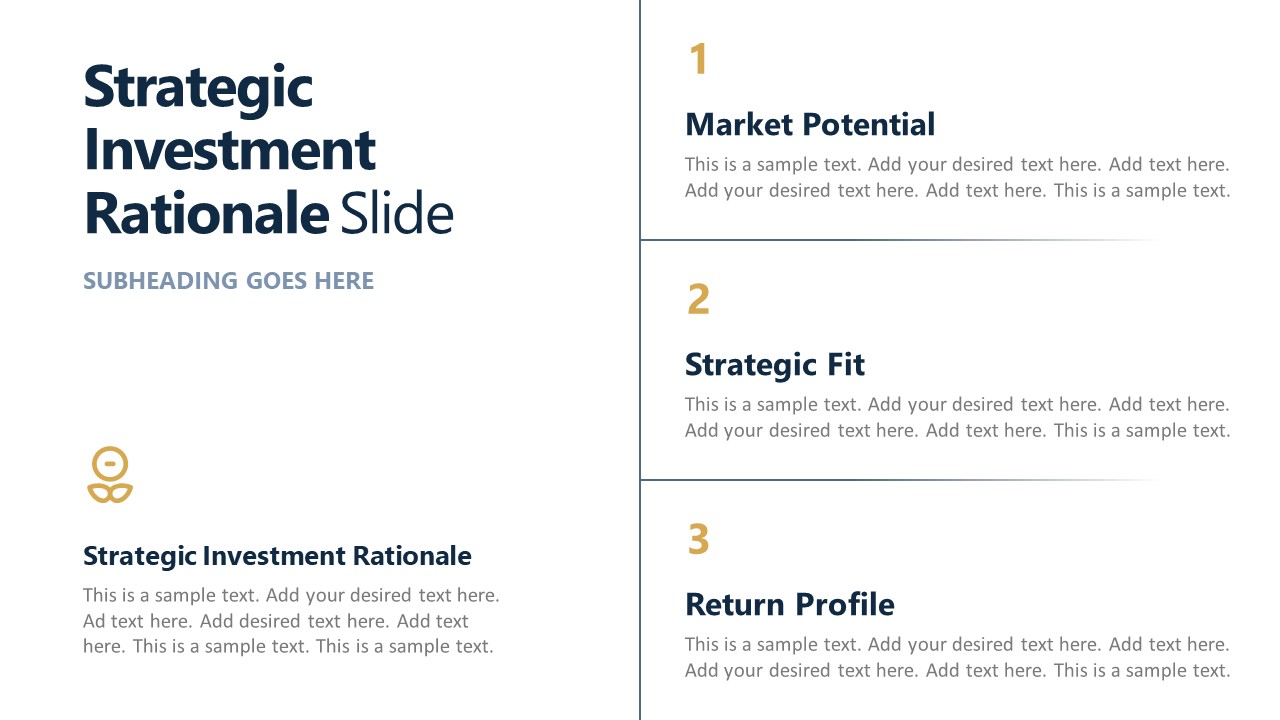 Strategic
Investment
Rationale Slide
SUBHEADING GOES HERE
Strategic Investment Rationale
This is a sample text. Add your desired text here.
Ad text here. Add desired text here. Add text
here. This is a sample text. This is a sample text.
1
Market Potential
This is a sample text. Add your desired text here. Add text here.
Add your desired text here. Add text here. This is a sample text.
2
Strategic Fit
This is a sample text. Add your desired text here. Add text here.
Add your desired text here. Add text here. This is a sample text.
3
Return Profile
This is a sample text. Add your desired text here. Add text here.
Add your desired text here. Add text here. This is a sample text.